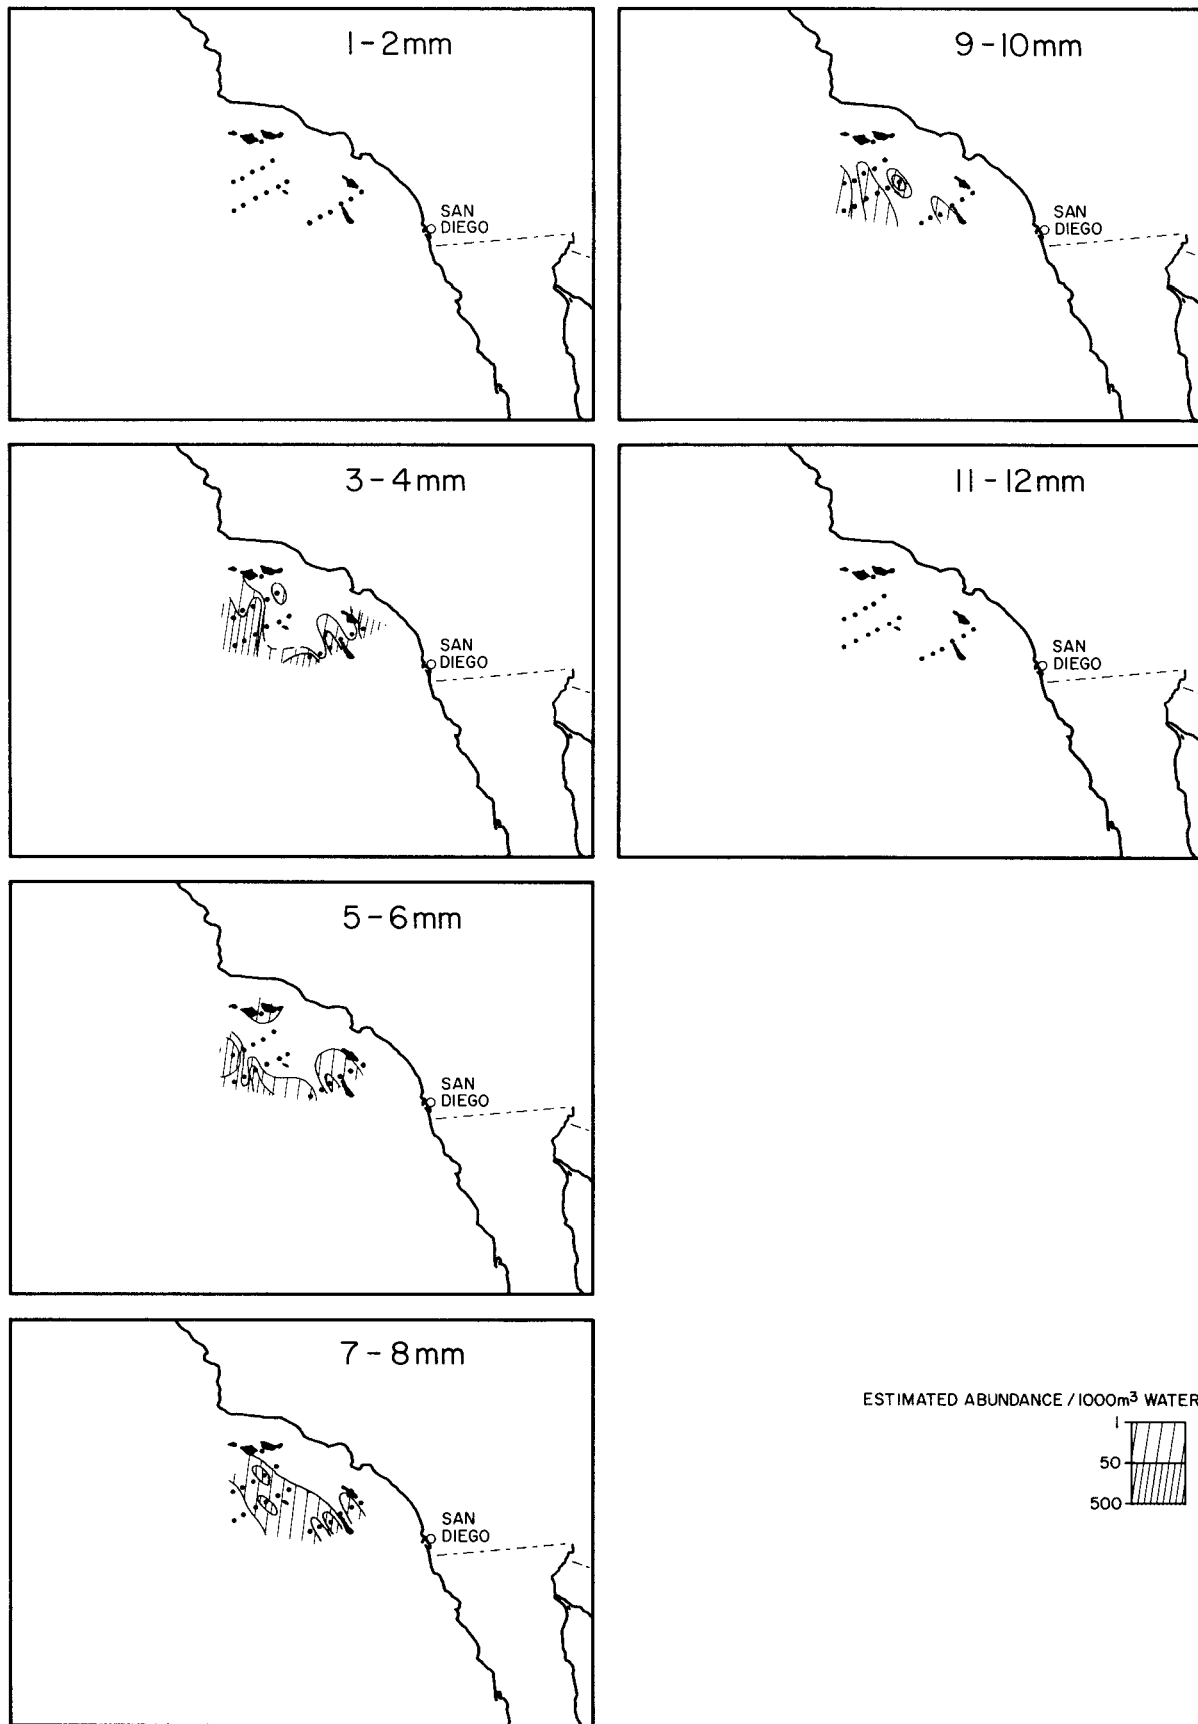 1-2mm
SAN
DIEGO
9-10mm
SAN
DIEGO
3-4mm
SAN
DIEGO
11-12mm
SAN
DIEGO
5-6mm
SAN
DIEGO
7-8mm
SAN
DIEGO
ESTIMATED ABUNDANCE/1000m³ WATER
1
50
500